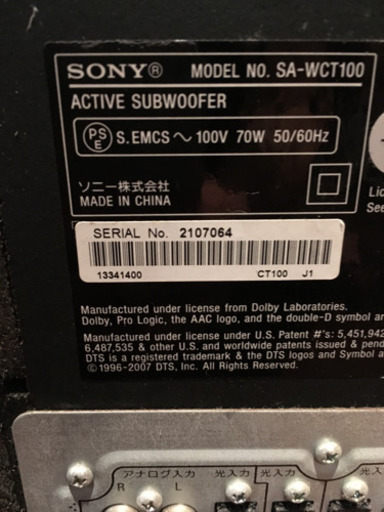 SONY® MODEL NO. SA-WCT100
ACTIVE SUBWOOFER
PS E S.EMCS ~ 100V 70W 50/60Hz
ソニー株式会社
MADE IN CHINA
Lic
See
SERIAL No. 2107064
13341400 CT100 J1
Manufactured under license from Dolby Laboratories.
Dolby, Pro Logic, the AAC logo, and the double-D symbol a
Manufactured under license under U.S. Patent #'s: 5,451,942
6,487,535 & other U.S. and worldwide patents issued & pend
DTS is a registered trademark & the DTS logos and Symbol a
©1996-2007 DTS, Inc. All Rights Reserved.
アナログ入力 光入力 光入力 光入
R L